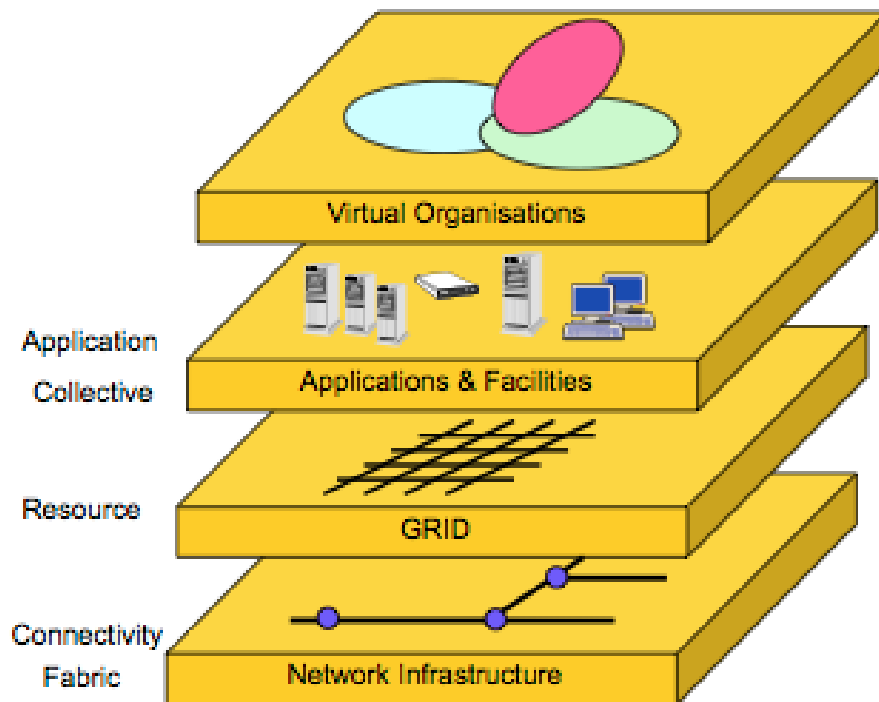 Virtual Organisations
Application
Collective
Applications & Facilities
Resource
GRID
Connectivity
Fabric
Network Infrastructure